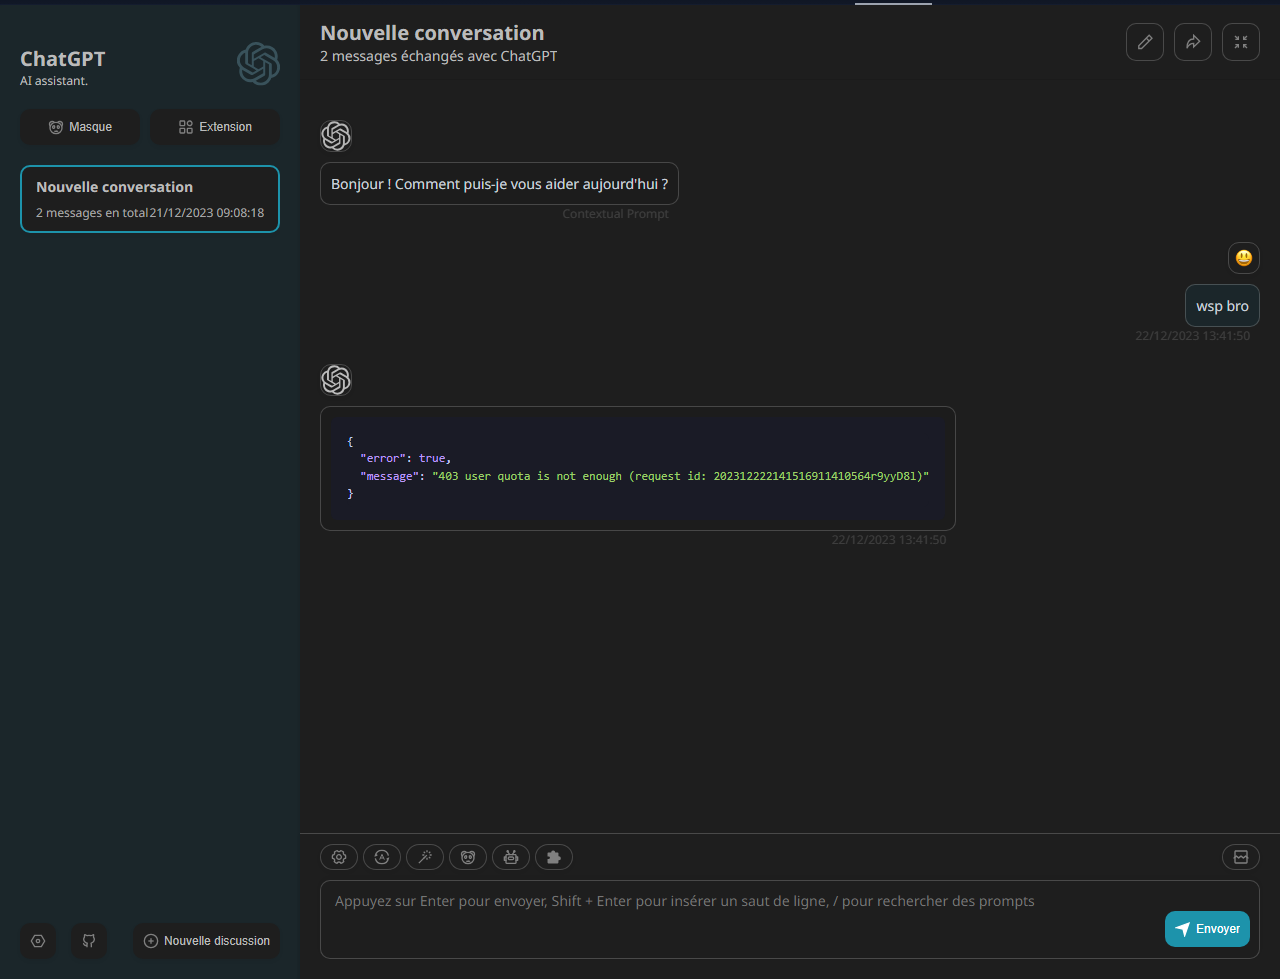 ChatGPT
AI assistant.
Masque
Extension
Nouvelle conversation
2 messages en total 21/12/2023 09:08:18
Nouvelle discussion
Nouvelle conversation
2 messages échangés avec ChatGPT
Bonjour ! Comment puis-je vous aider aujourd'hui ?
Contextual Prompt
wsp bro
22/12/2023 13:41:50
{
"error": true,
"message": "403 user quota is not enough (request id: 20231222214151691141056​4r9yyD8l)"
}
22/12/2023 13:41:50
Appuyez sur Enter pour envoyer, Shift + Enter pour insérer un saut de ligne, / pour rechercher des prompts
Envoyer